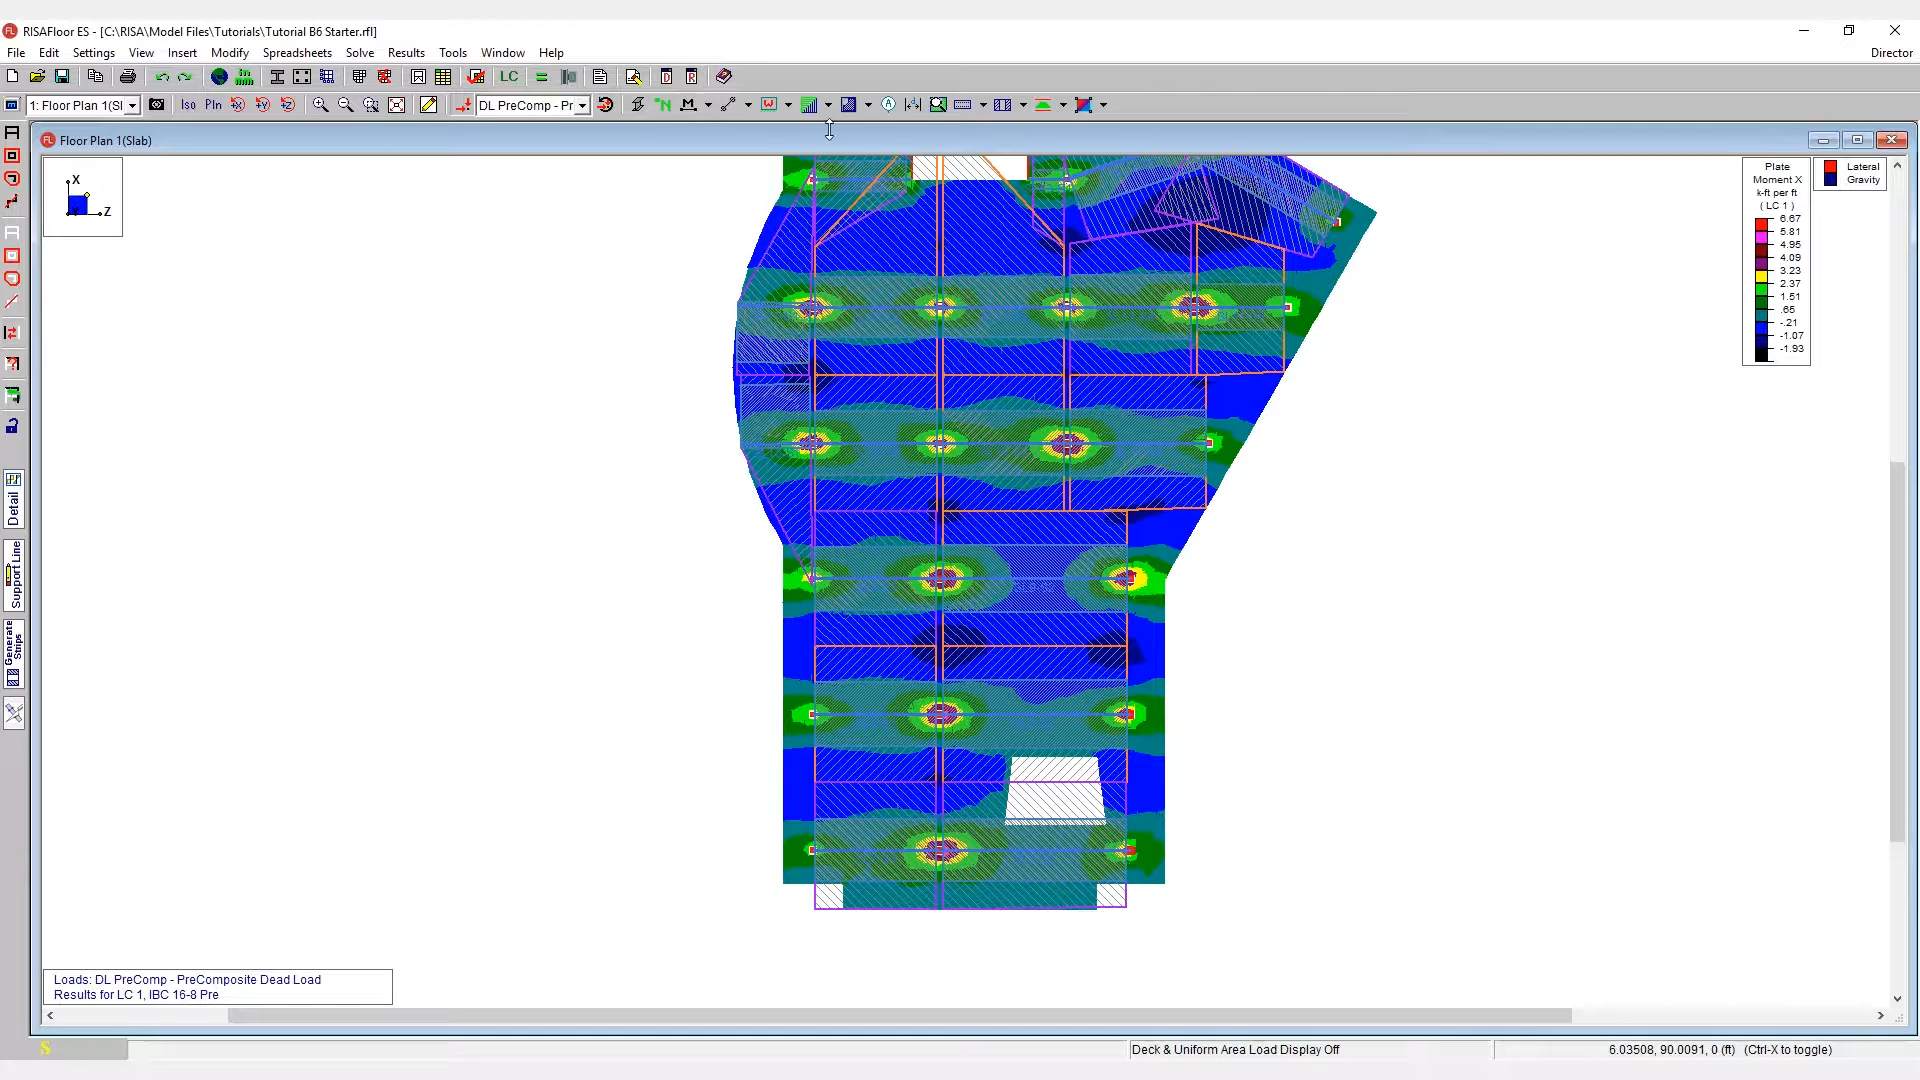 RISAFloor ES - [C:\RISA\Model Files\Tutorials\Tutorial B6 Starter.rfl]
File Edit Settings View Insert Modify Spreadsheets Solve Results Tools Window Help Director
LC
1: Floor Plan 1(Sl Iso Pln DL PreComp - Pr
Floor Plan 1(Slab)
X
Z
Plate
Moment X
k-ft per ft
( LC 1 )
6.67
5.81
4.95
4.09
3.23
2.37
1.51
.65
-.21
-1.07
-1.93
Lateral
Gravity
Detail
Support Line
Generate
Strips
Loads: DL PreComp - PreComposite Dead Load
Results for LC 1, IBC 16-8 Pre
S
Deck & Uniform Area Load Display Off
6.03508, 90.0091, 0 (ft) (Ctrl-X to toggle)